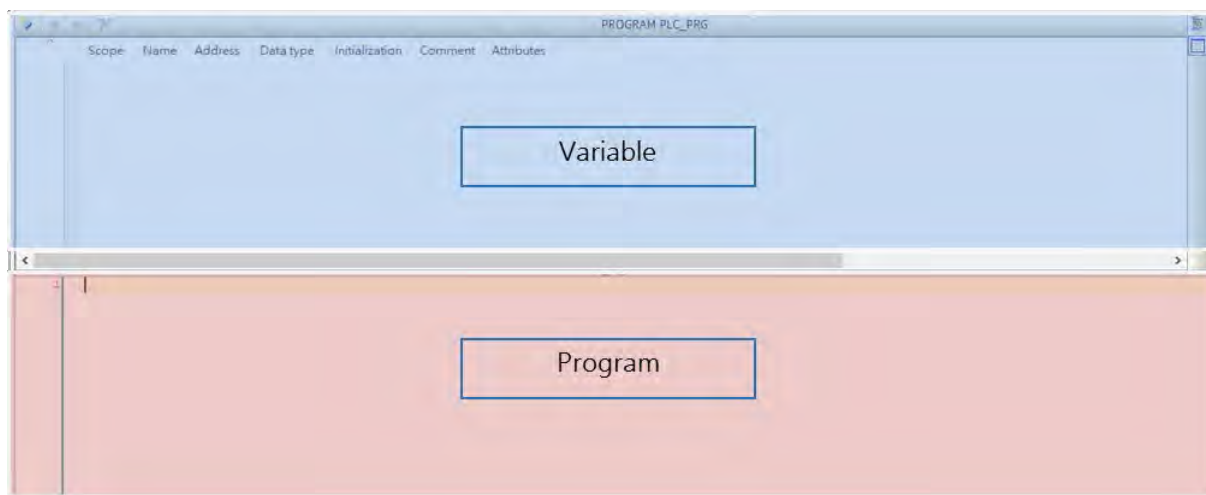 PROGRAM PLC_PRG
Scope Name Address Data type Initialization Comment Attributes
Variable
1
Program